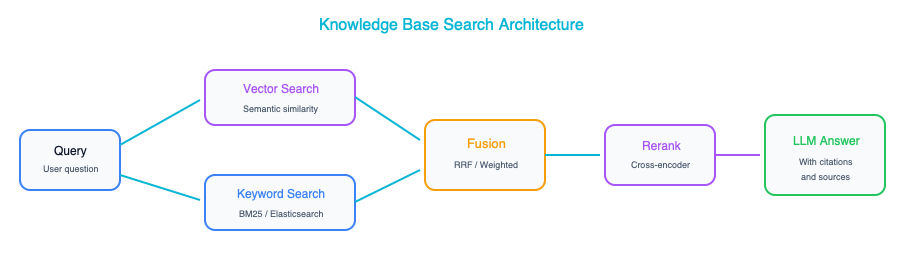 Knowledge Base Search Architecture
Query
User question
Vector Search
Semantic similarity
Keyword Search
BM25 / Elasticsearch
Fusion
RRF / Weighted
Rerank
Cross-encoder
LLM Answer
With citations
and sources